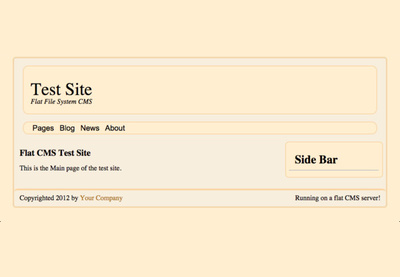 Test Site
Flat File System CMS
Pages Blog News About
Flat CMS Test Site
This is the Main page of the test site.
Side Bar
Copyrighted 2012 by Your Company
Running on a flat CMS server!